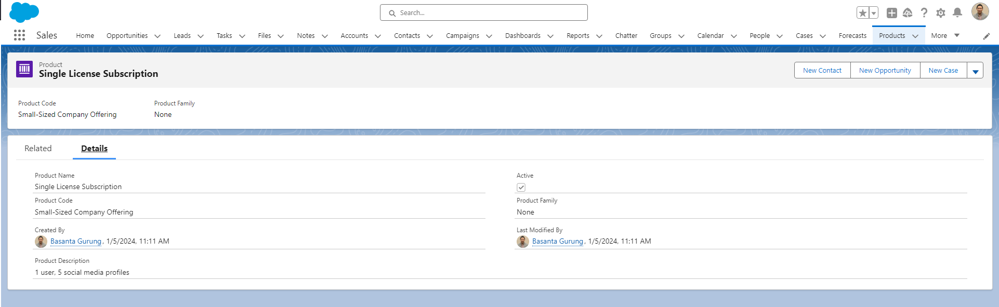 Search...
Sales Home Opportunities Leads Tasks Files Notes Accounts Contacts Campaigns Dashboards Reports Chatter Groups Calendar People Cases Forecasts Products More
Product
Single License Subscription
New Contact New Opportunity New Case
Product Code Product Family
Small-Sized Company Offering None
Related Details
Product Name Active
Single License Subscription
Product Code Product Family
Small-Sized Company Offering None
Created By Last Modified By
Basanta Gurung, 1/5/2024, 11:11 AM Basanta Gurung, 1/5/2024, 11:11 AM
Product Description
1 user, 5 social media profiles